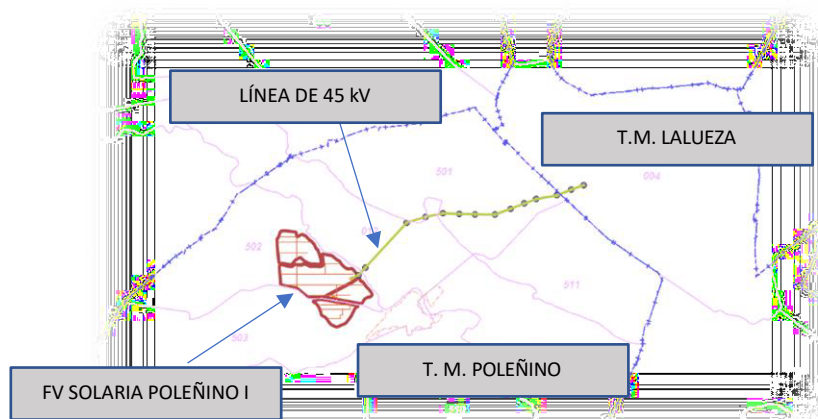 LÍNEA DE 45 kV
T.M. LALUEZA
501
004
502
511
503
T. M. POLEÑINO
FV SOLARIA POLEÑINO I